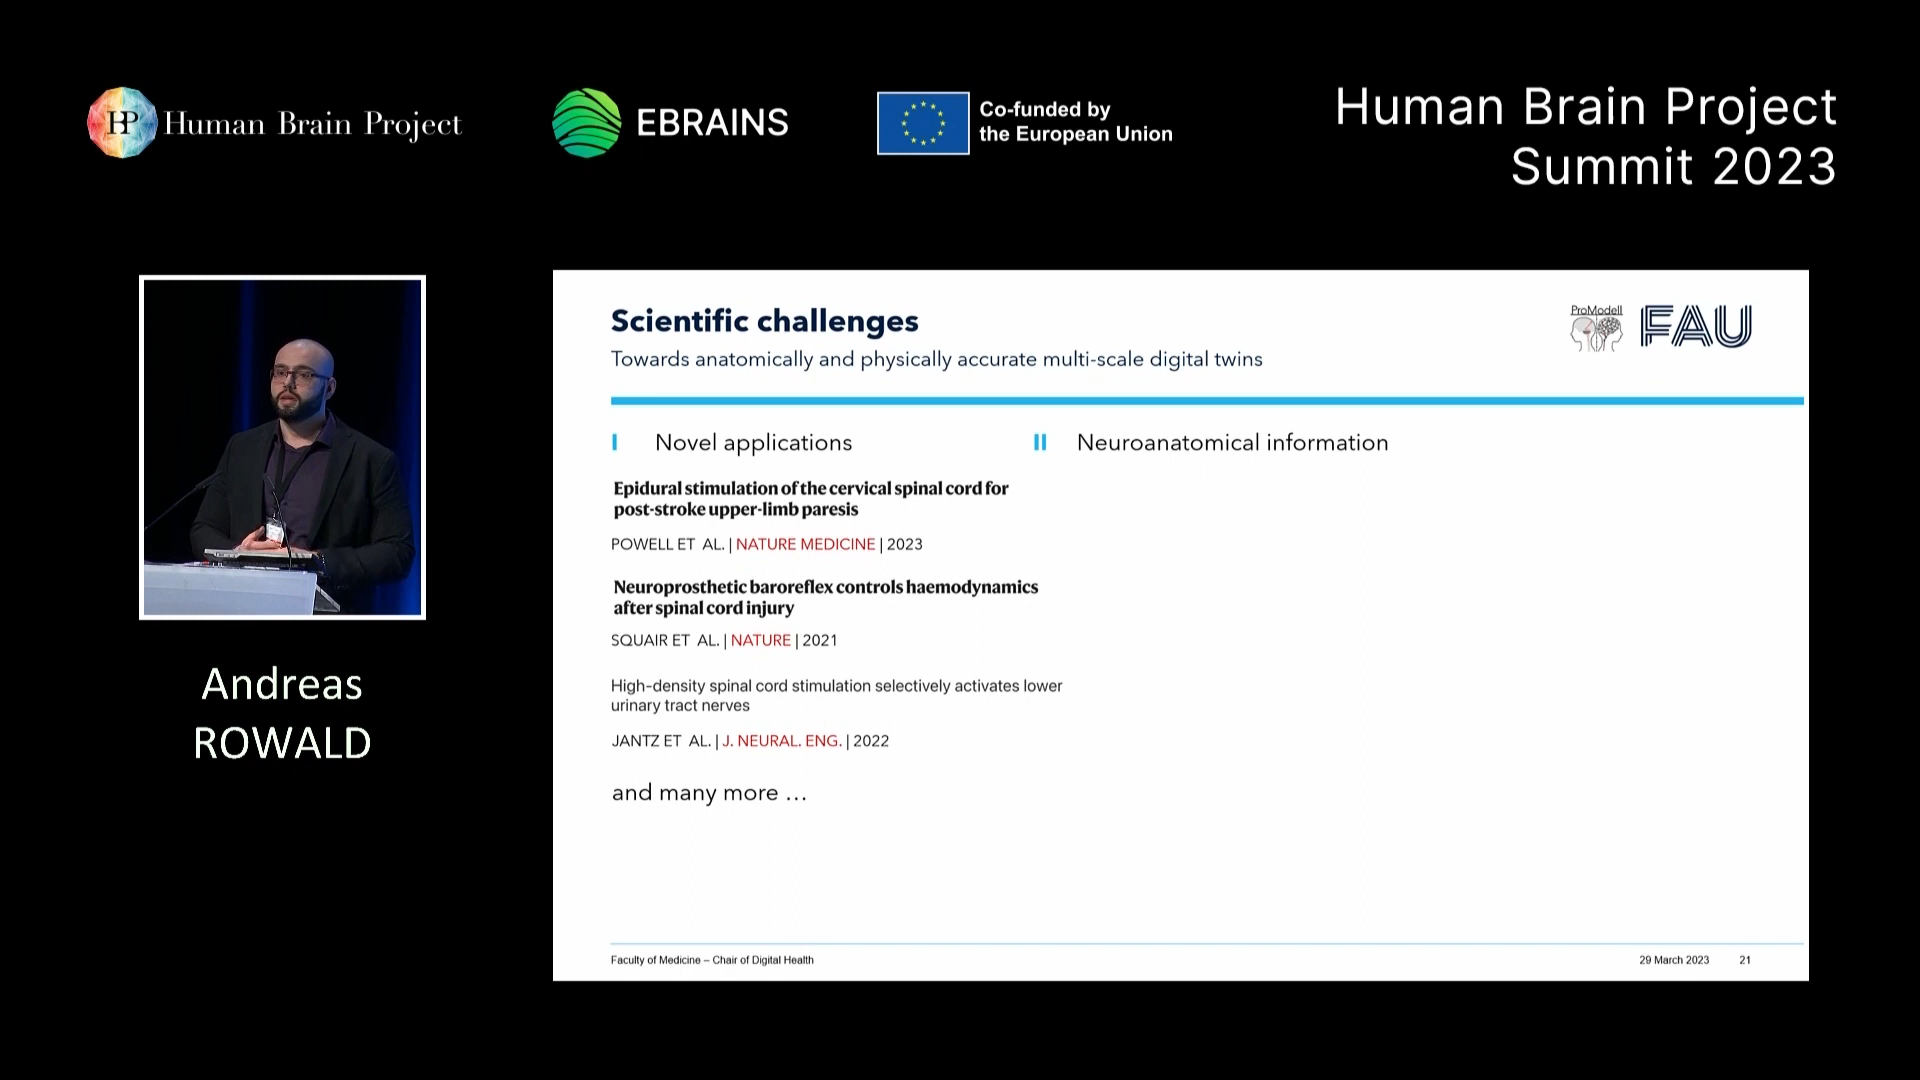 HP Human Brain Project
EBRAINS
Co-funded by
the European Union
Human Brain Project
Summit 2023
Andreas
ROWALD
Scientific challenges
Towards anatomically and physically accurate multi-scale digital twins
ProModell
FAU
I Novel applications
II Neuroanatomical information
Epidural stimulation of the cervical spinal cord for
post-stroke upper-limb paresis
POWELL ET AL. | NATURE MEDICINE | 2023
Neuroprosthetic baroreflex controls haemodynamics
after spinal cord injury
SQUAIR ET AL. | NATURE | 2021
High-density spinal cord stimulation selectively activates lower
urinary tract nerves
JANTZ ET AL. | J. NEURAL. ENG. | 2022
and many more …
Faculty of Medicine – Chair of Digital Health
29 March 2023 21